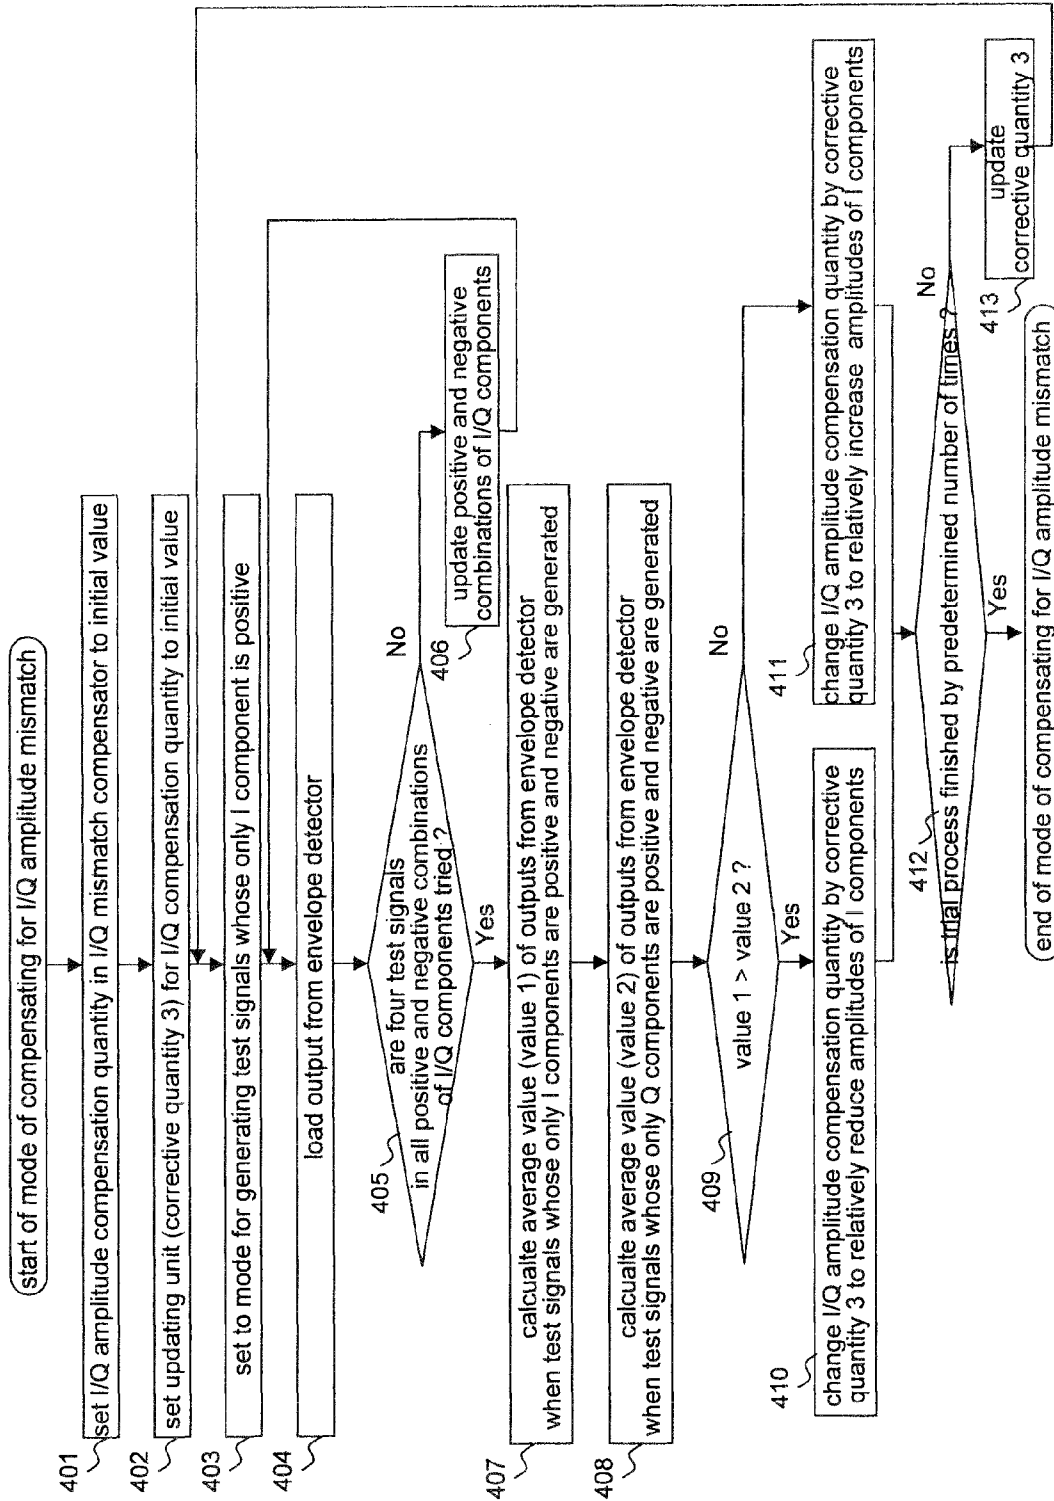 start of mode of compensating for I/Q amplitude mismatch
401
set I/Q amplitude compensation quantity in I/Q mismatch compensator to initial value
402
set updating unit (corrective quantity 3) for I/Q compensation quantity to initial value
403
set to mode for generating test signals whose only I component is positive
404
load output from envelope detector
405
are four test signals
in all positive and negative combinations
of I/Q components tried ?
No
Yes
406
update positive and negative
combinations of I/Q components
407
calcualte average value (value 1) of outputs from envelope detector
when test signals whose only I components are positive and negative are generated
408
calcualte average value (value 2) of outputs from envelope detector
when test signals whose only Q components are positive and negative are generated
409
value 1 > value 2 ?
No
Yes
410
change I/Q amplitude compensation quantity by corrective
quantity 3 to relatively reduce amplitudes of I components
411
change I/Q amplitude compensation quantity by corrective
quantity 3 to relatively increase amplitudes of I components
412
is trial process finished by predetermined number of times ?
No
Yes
413
update
corrective quantity 3
end of mode of compensating for I/Q amplitude mismatch